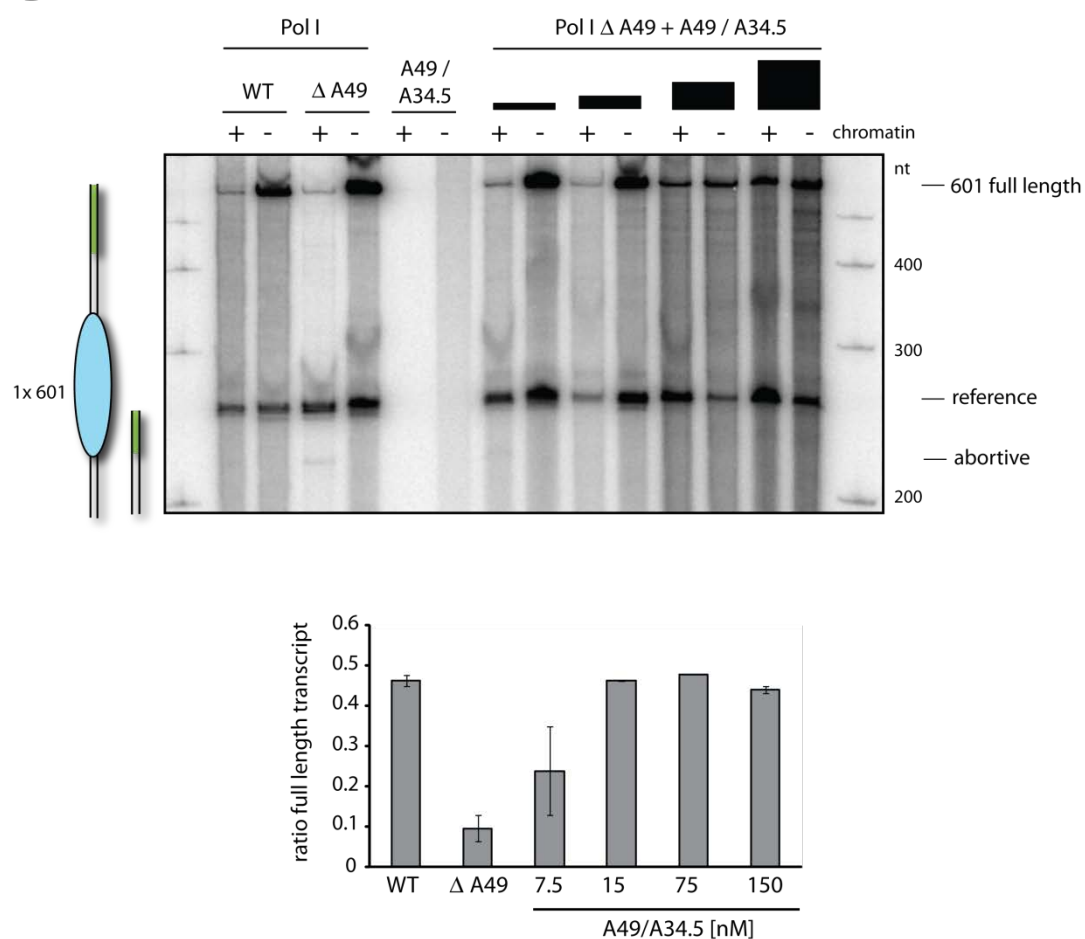 Pol I
Pol I Δ A49 + A49 / A34.5
WT
Δ A49
A49 /
A34.5
+ - + - + - + - + - + - + - chromatin
nt
601 full length
400
300
1x 601
reference
abortive
200
ratio full length transcript
0.6
0.5
0.4
0.3
0.2
0.1
0
WT Δ A49 7.5 15 75 150
A49/A34.5 [nM]